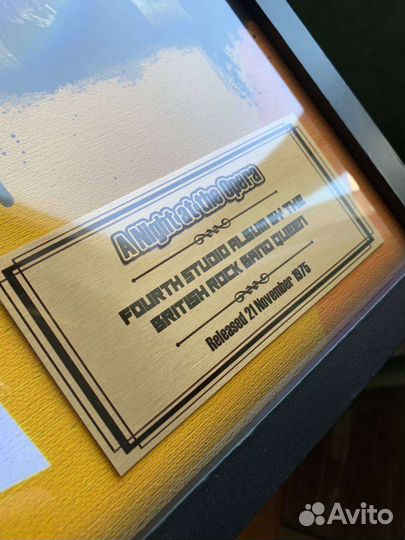 A Night at the Opera
FOURTH STUDIO ALBUM BY THE
BRITISH ROCK BAND QUEEN
Released 21 November 1975
Avito